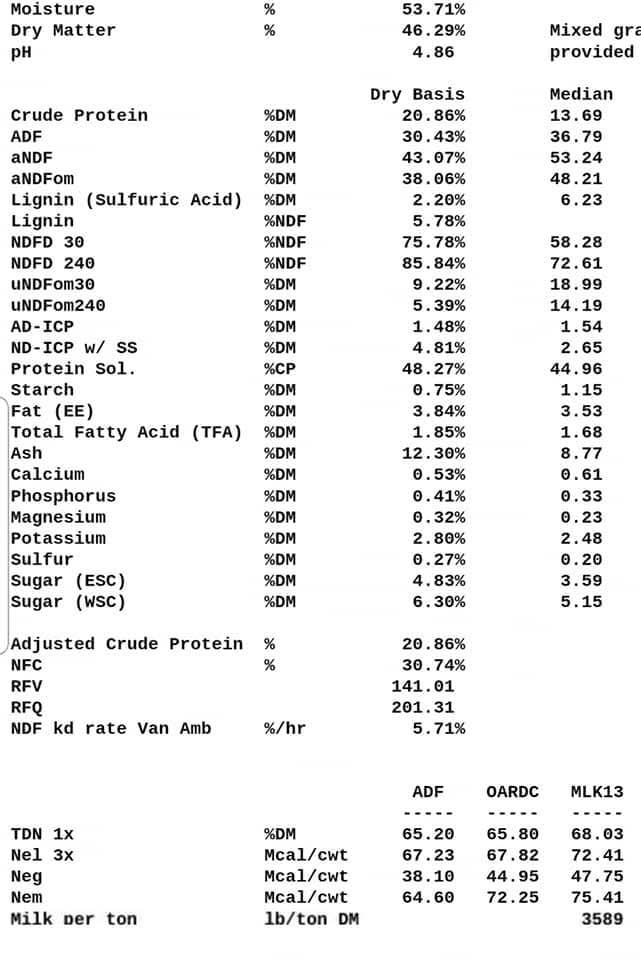 Moisture % 53.71%
Dry Matter % 46.29% Mixed gra
pH 4.86 provided
Dry Basis Median
Crude Protein %DM 20.86% 13.69
ADF %DM 30.43% 36.79
aNDF %DM 43.07% 53.24
aNDFom %DM 38.06% 48.21
Lignin (Sulfuric Acid) %DM 2.20% 6.23
Lignin %NDF 5.78%
NDFD 30 %NDF 75.78% 58.28
NDFD 240 %NDF 85.84% 72.61
uNDFom30 %DM 9.22% 18.99
uNDFom240 %DM 5.39% 14.19
AD-ICP %DM 1.48% 1.54
ND-ICP w/ SS %DM 4.81% 2.65
Protein Sol. %CP 48.27% 44.96
Starch %DM 0.75% 1.15
Fat (EE) %DM 3.84% 3.53
Total Fatty Acid (TFA) %DM 1.85% 1.68
Ash %DM 12.30% 8.77
Calcium %DM 0.53% 0.61
Phosphorus %DM 0.41% 0.33
Magnesium %DM 0.32% 0.23
Potassium %DM 2.80% 2.48
Sulfur %DM 0.27% 0.20
Sugar (ESC) %DM 4.83% 3.59
Sugar (WSC) %DM 6.30% 5.15
Adjusted Crude Protein % 20.86%
NFC % 30.74%
RFV 141.01
RFQ 201.31
NDF kd rate Van Amb %/hr 5.71%
ADF OARDC MLK13
----- ----- -----
TDN 1x %DM 65.20 65.80 68.03
Nel 3x Mcal/cwt 67.23 67.82 72.41
Neg Mcal/cwt 38.10 44.95 47.75
Nem Mcal/cwt 64.60 72.25 75.41
Milk per ton lb/ton DM 3589